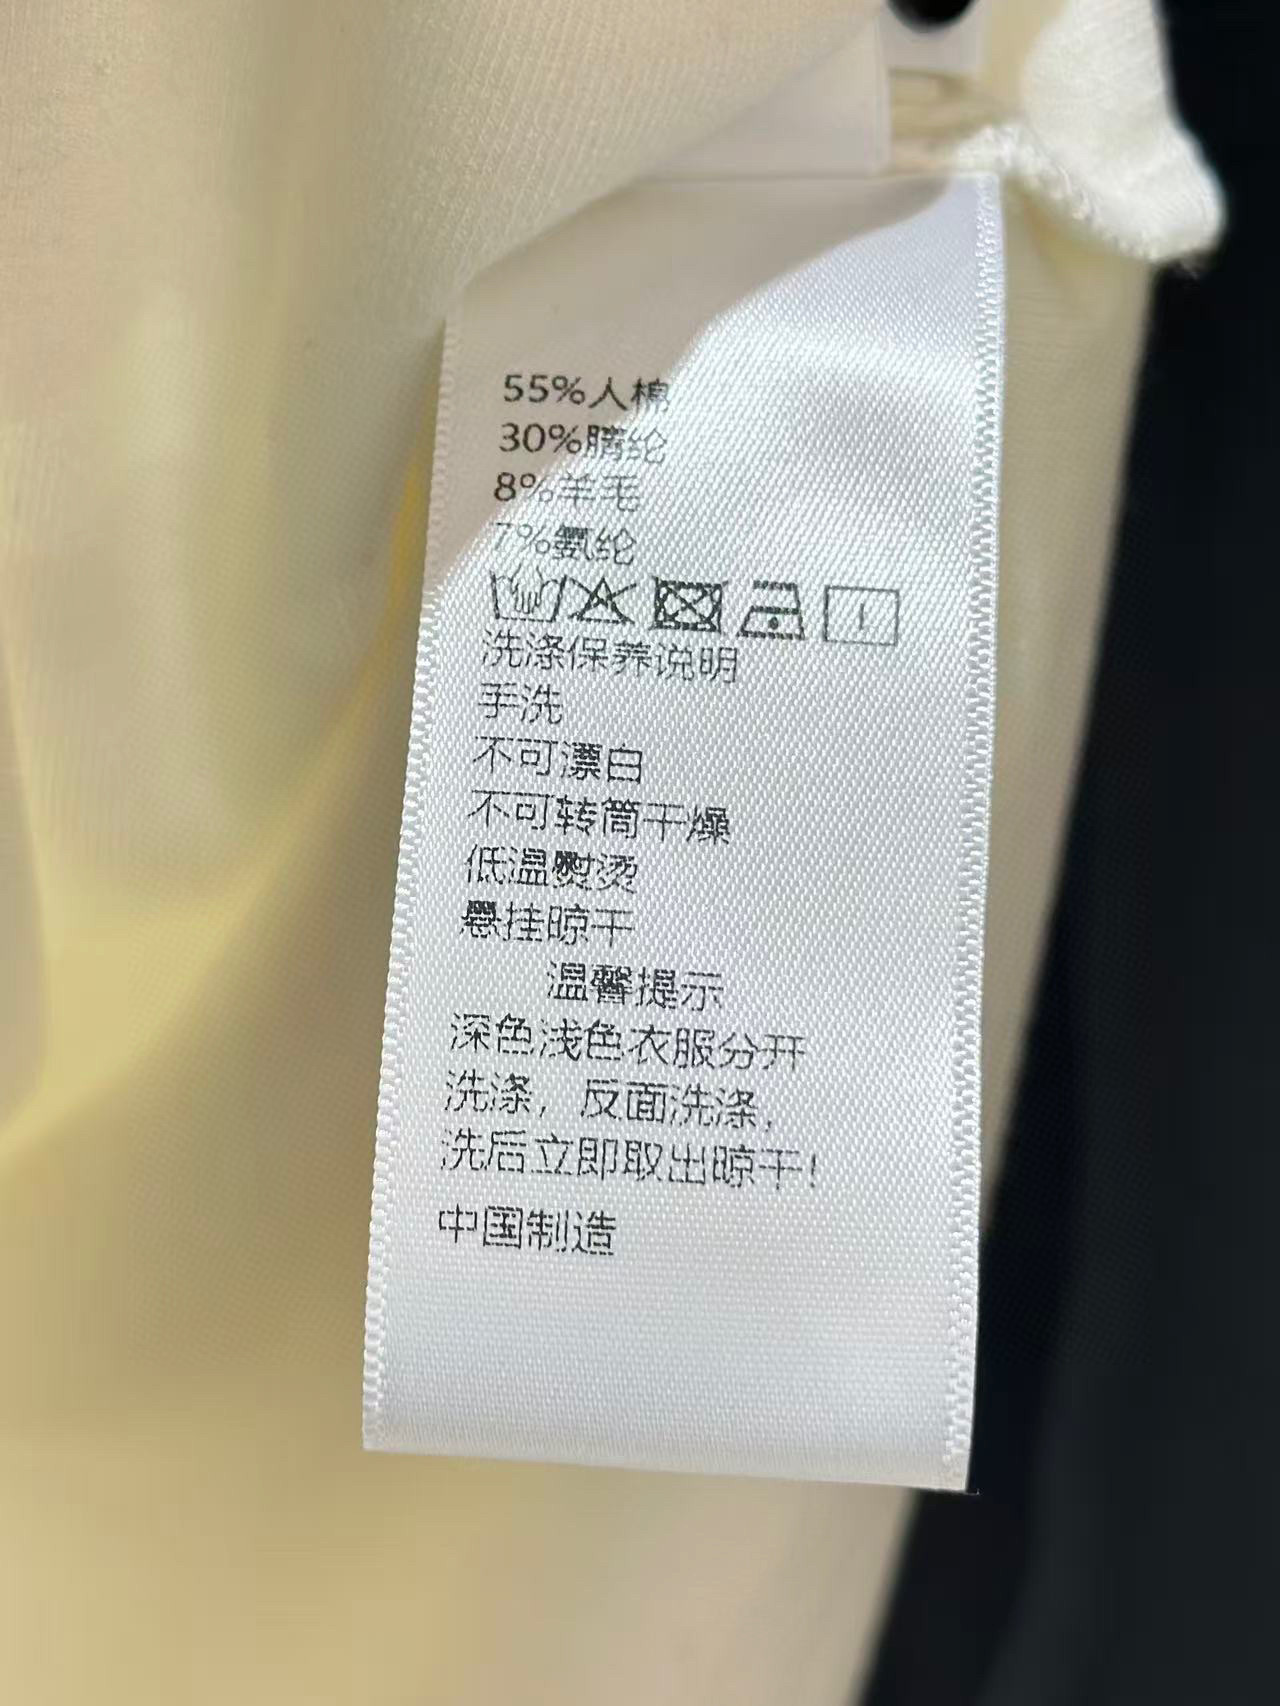 55%人棉
30%腈纶
8%羊毛
7%氨纶
洗涤保养说明
手洗
不可漂白
不可转筒干燥
低温熨烫
悬挂晾干
温馨提示
深色浅色衣服分开
洗涤，反面洗涤，
洗后立即取出晾干！
中国制造